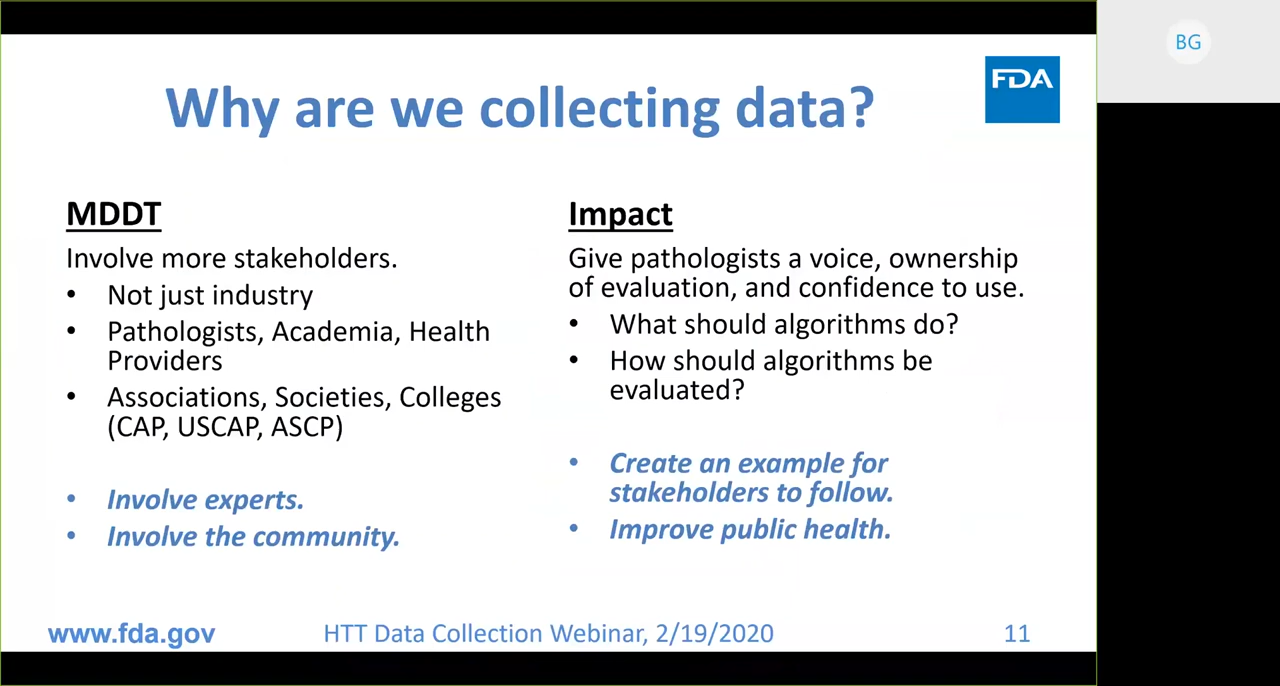 Why are we collecting data?
FDA
BG
MDDT
Involve more stakeholders.
• Not just industry
• Pathologists, Academia, Health
Providers
• Associations, Societies, Colleges
(CAP, USCAP, ASCP)
• Involve experts.
• Involve the community.
Impact
Give pathologists a voice, ownership
of evaluation, and confidence to use.
• What should algorithms do?
• How should algorithms be
evaluated?
• Create an example for
stakeholders to follow.
• Improve public health.
www.fda.gov
HTT Data Collection Webinar, 2/19/2020
11